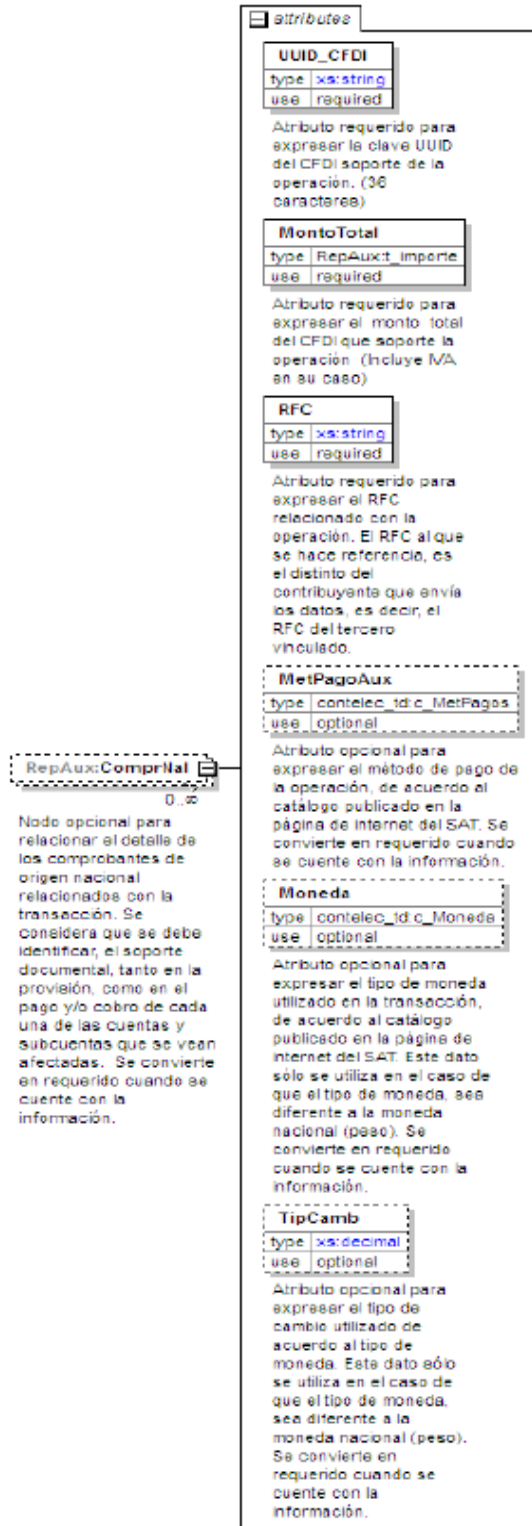 attributes
UUID_CFDI
type xs:string
use required
Atributo requerido para
expresar la clave UUID
del CFDI soporte de la
operación. (36
caracteres)
MontoTotal
type RepAux:t_importe
use required
Atributo requerido para
expresar el monto total
del CFDI que soporte la
operación (Incluye IVA
en su caso)
RFC
type xs:string
use required
Atributo requerido para
expresar el RFC
relacionado con la
operación. El RFC al que
se hace referencia, es
el distinto del
contribuyente que envía
los datos, es decir, el
RFC del tercero
vinculado.
MetPagoAux
type contelec_td:c_MetPagos
use optional
Atributo opcional para
expresar el método de pago de
la operación, de acuerdo al
catálogo publicado en la
página de internet del SAT. Se
convierte en requerido cuando
se cuente con la información.
Moneda
type contelec_td:c_Moneda
use optional
Atributo opcional para
expresar el tipo de moneda
utilizado en la transacción,
de acuerdo al catálogo
publicado en la página de
internet del SAT. Este dato
sólo se utiliza en el caso de
que el tipo de moneda, sea
diferente a la moneda
nacional (peso). Se
convierte en requerido
cuando se cuente con la
información.
TipCamb
type xs:decimal
use optional
Atributo opcional para
expresar el tipo de
cambio utilizado de
acuerdo al tipo de
moneda. Este dato sólo
se utiliza en el caso de
que el tipo de moneda,
sea diferente a la
moneda nacional (peso).
Se convierte en
requerido cuando se
cuente con la
información.
RepAux:ComprNal
0..∞
Nodo opcional para
relacionar el detalle de
los comprobantes de
origen nacional
relacionados con la
transacción. Se
considera que se debe
identificar, el soporte
documental, tanto en la
provisión, como en el
pago y/o cobro de cada
una de las cuentas y
subcuentas que se vean
afectadas. Se convierte
en requerido cuando se
cuente con la
información.